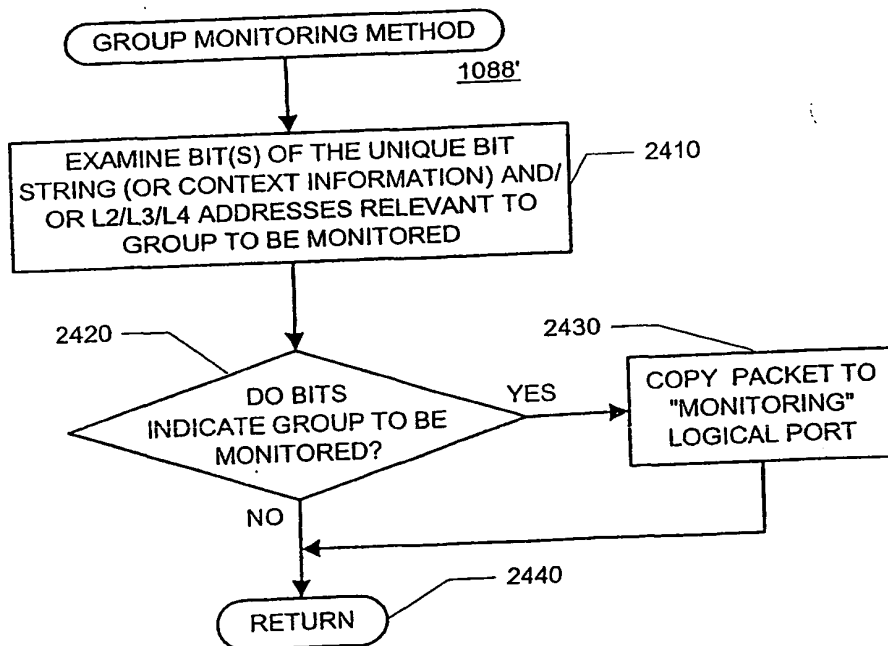 GROUP MONITORING METHOD
1088'
EXAMINE BIT(S) OF THE UNIQUE BIT
STRING (OR CONTEXT INFORMATION) AND/
OR L2/L3/L4 ADDRESSES RELEVANT TO
GROUP TO BE MONITORED
2410
2420
DO BITS
INDICATE GROUP TO BE
MONITORED?
YES
2430
COPY PACKET TO
"MONITORING"
LOGICAL PORT
NO
2440
RETURN